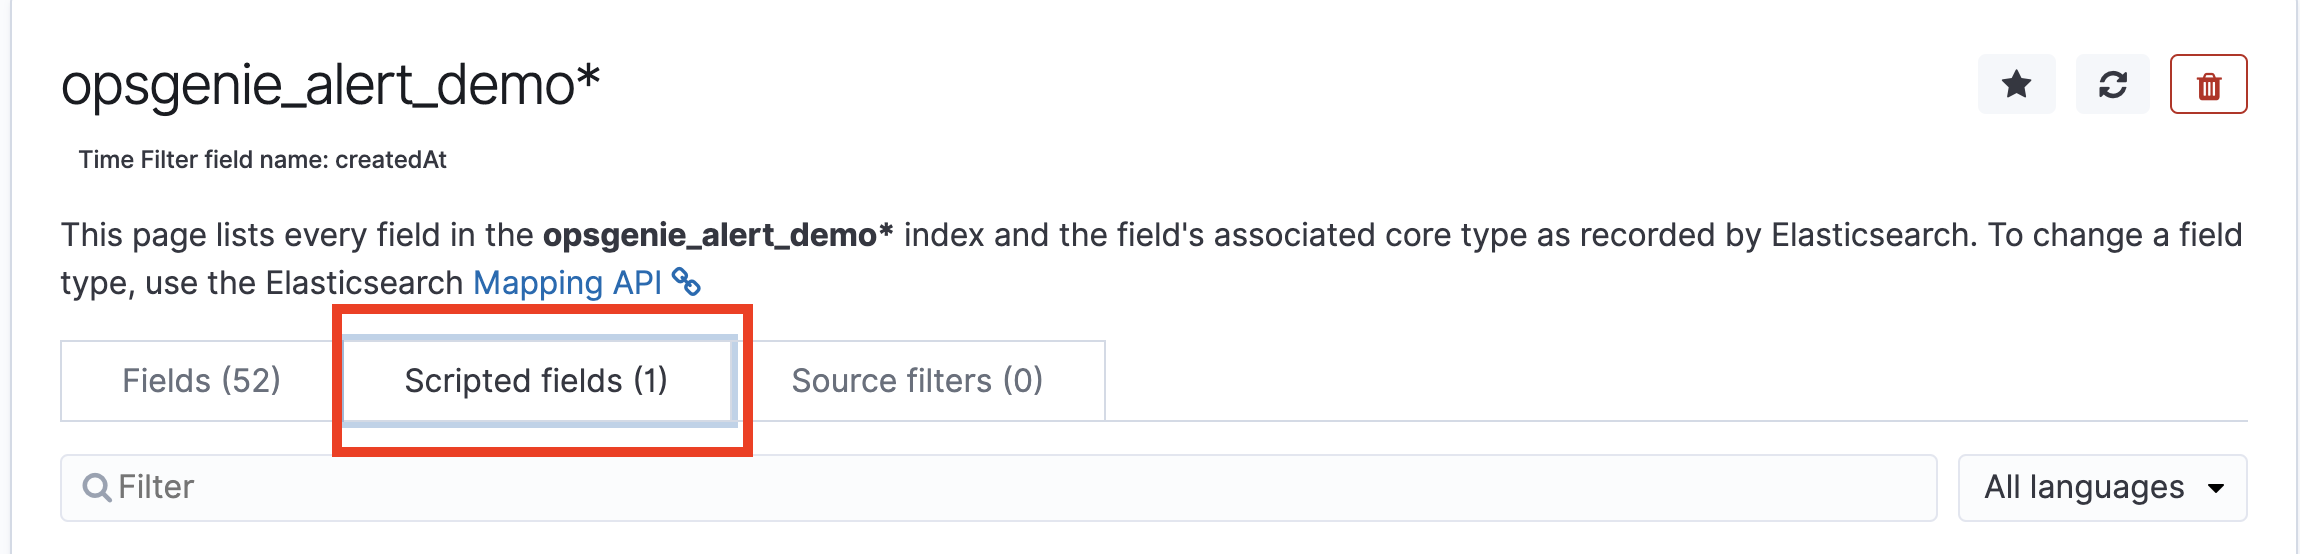 opsgenie_alert_demo*
Time Filter field name: createdAt
This page lists every field in the opsgenie_alert_demo* index and the field's associated core type as recorded by Elasticsearch. To change a field
type, use the Elasticsearch Mapping API
Fields (52) Scripted fields (1) Source filters (0)
Filter All languages